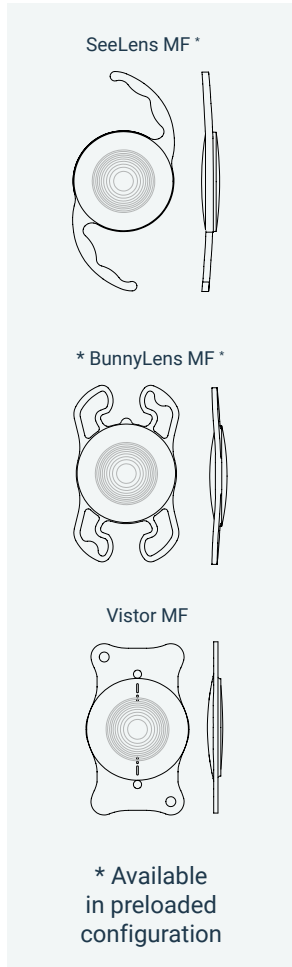 SeeLens MF *
* BunnyLens MF *
Vistor MF
* Available
in preloaded
configuration